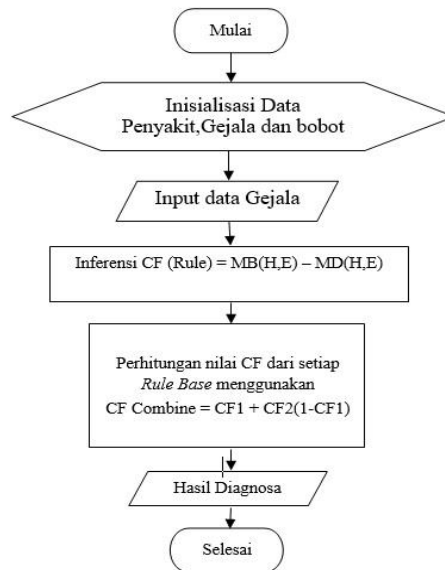 Mulai
Inisialisasi Data
Penyakit,Gejala dan bobot
Input data Gejala
Inferensi CF (Rule) = MB(H,E) – MD(H,E)
Perhitungan nilai CF dari setiap
Rule Base menggunakan
CF Combine = CF1 + CF2(1-CF1)
Hasil Diagnosa
Selesai